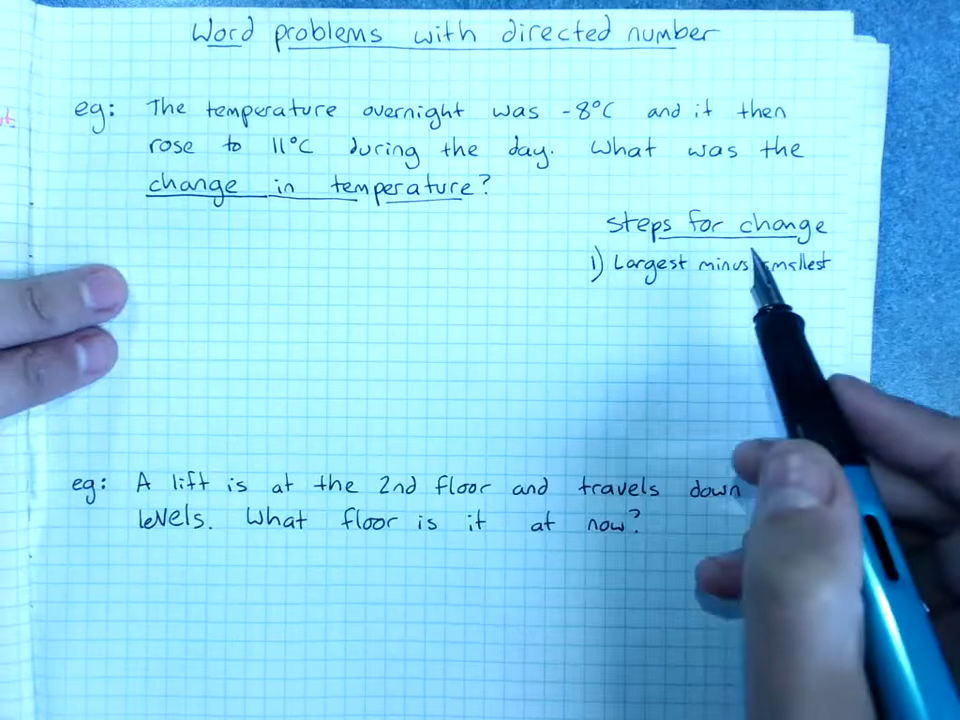 Word problems with directed number
eg: The temperature overnight was -8°C and it then
rose to 11°C during the day. What was the
change in temperature?
steps for change
1) Largest minus smallest
eg: A lift is at the 2nd floor and travels down
levels. What floor is it at now?